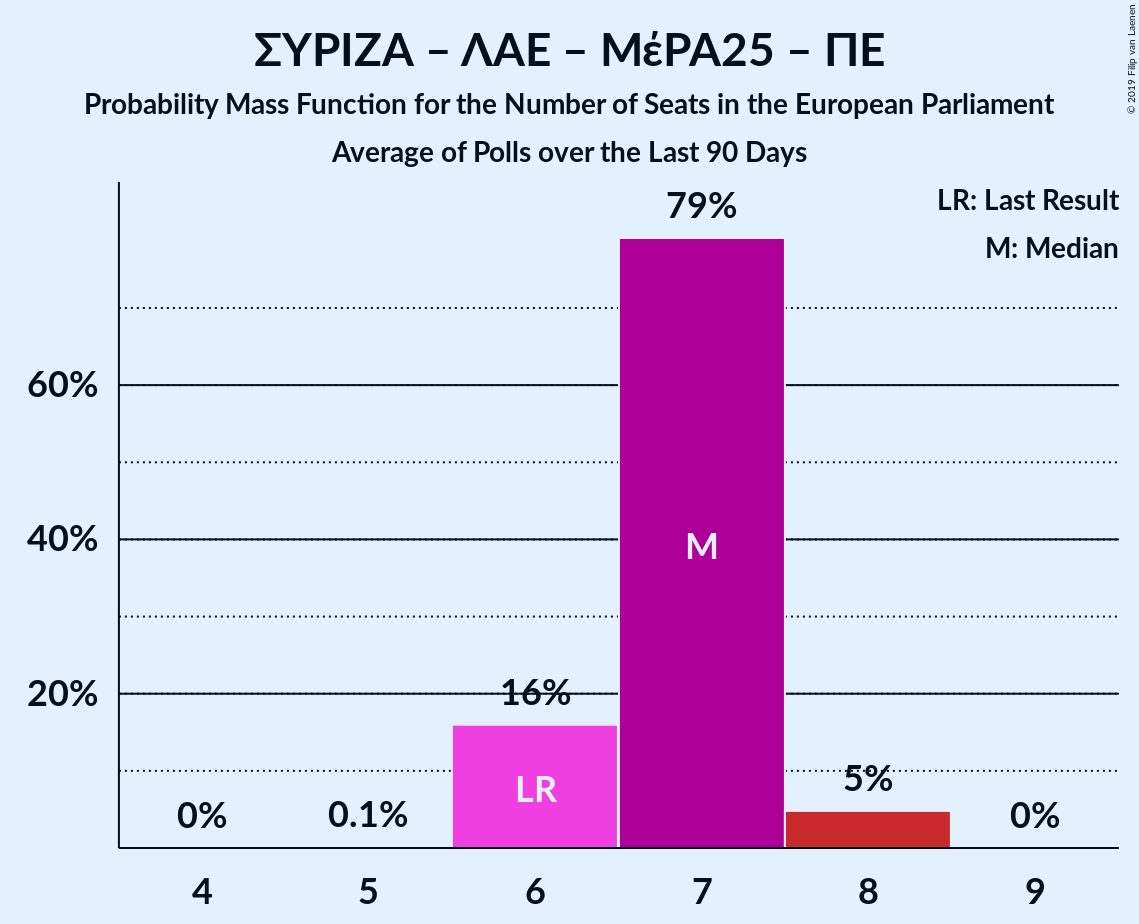 ΣΥΡΙΖΑ – ΛΑΕ – ΜέΡΑ25 – ΠΕ
Probability Mass Function for the Number of Seats in the European Parliament
Average of Polls over the Last 90 Days
© 2019 Filip van Laenen
LR: Last Result
M: Median
79%
60%
40%
M
20%
16%
LR
5%
0%
0.1%
0%
4 5 6 7 8 9